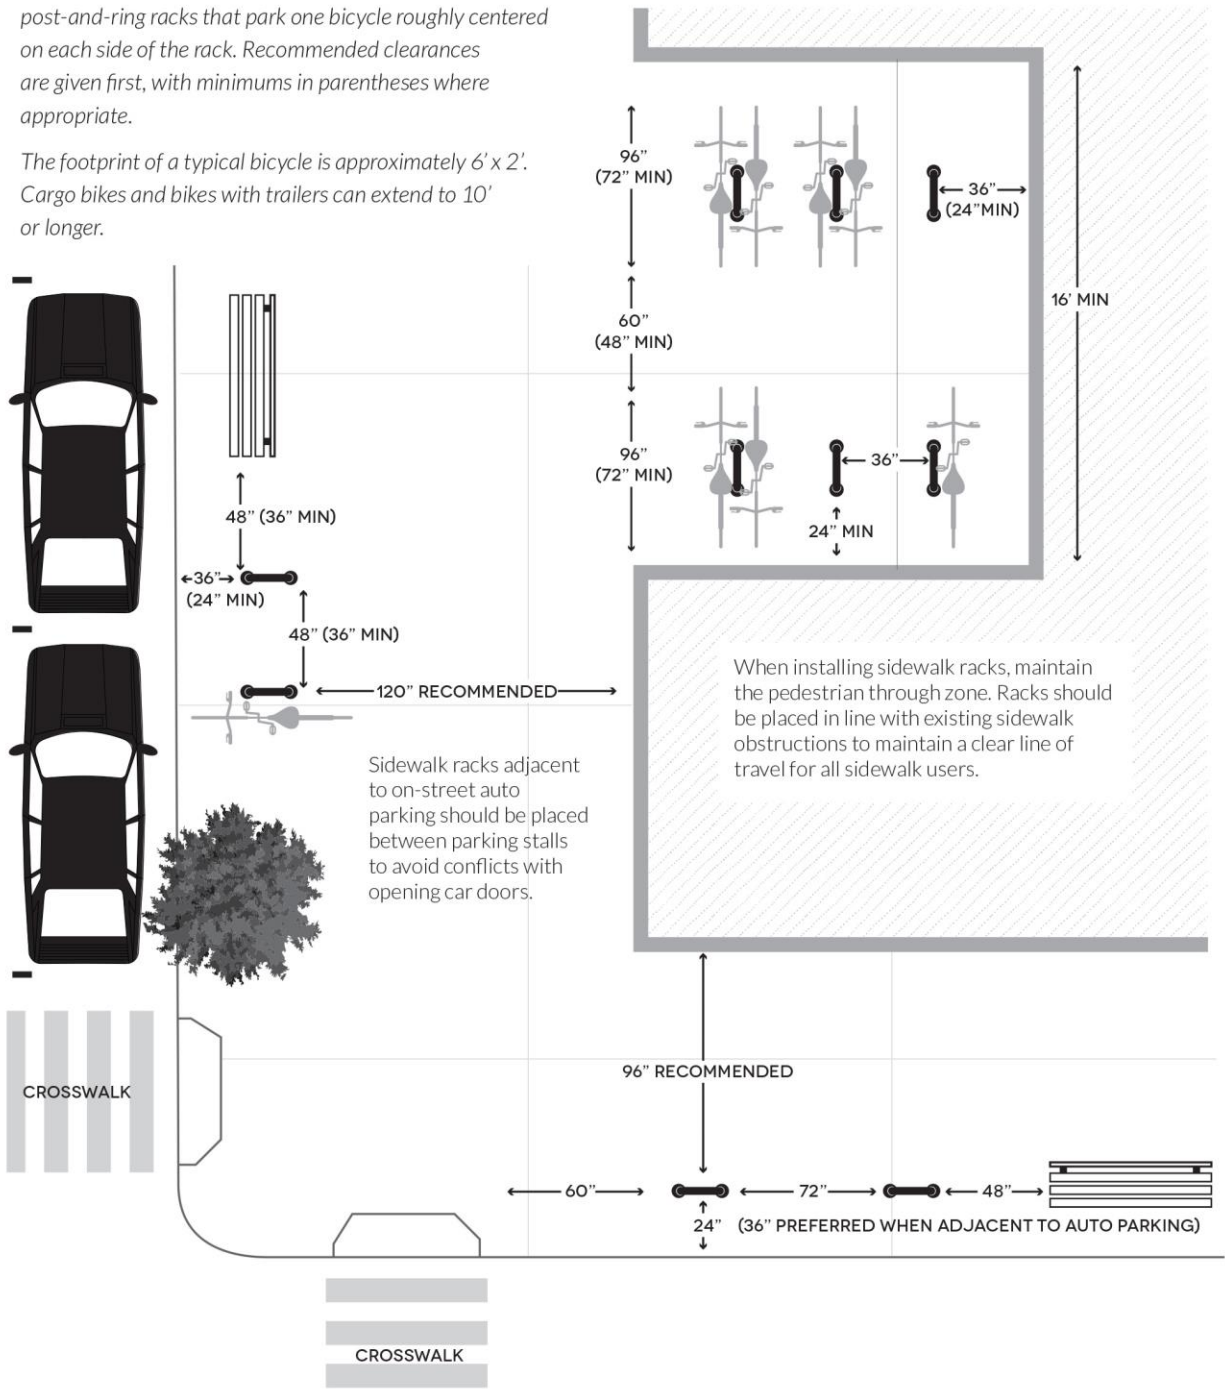 post-and-ring racks that park one bicycle roughly centered
on each side of the rack. Recommended clearances
are given first, with minimums in parentheses where
appropriate.
The footprint of a typical bicycle is approximately 6’ x 2’.
Cargo bikes and bikes with trailers can extend to 10’
or longer.
96”
(72” MIN)
36”
(24”MIN)
60”
(48” MIN)
16’ MIN
96”
(72” MIN)
36”
24” MIN
48” (36” MIN)
36”
(24” MIN)
48” (36” MIN)
120” RECOMMENDED
When installing sidewalk racks, maintain
the pedestrian through zone. Racks should
be placed in line with existing sidewalk
obstructions to maintain a clear line of
travel for all sidewalk users.
Sidewalk racks adjacent
to on-street auto
parking should be placed
between parking stalls
to avoid conflicts with
opening car doors.
96” RECOMMENDED
CROSSWALK
60”
72”
48”
24” (36” PREFERRED WHEN ADJACENT TO AUTO PARKING)
CROSSWALK